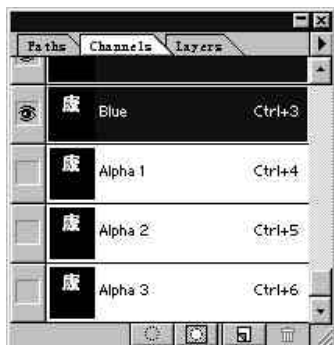 Paths Channels Layers
康 Blue Ctrl+3
康 Alpha 1 Ctrl+4
康 Alpha 2 Ctrl+5
康 Alpha 3 Ctrl+6